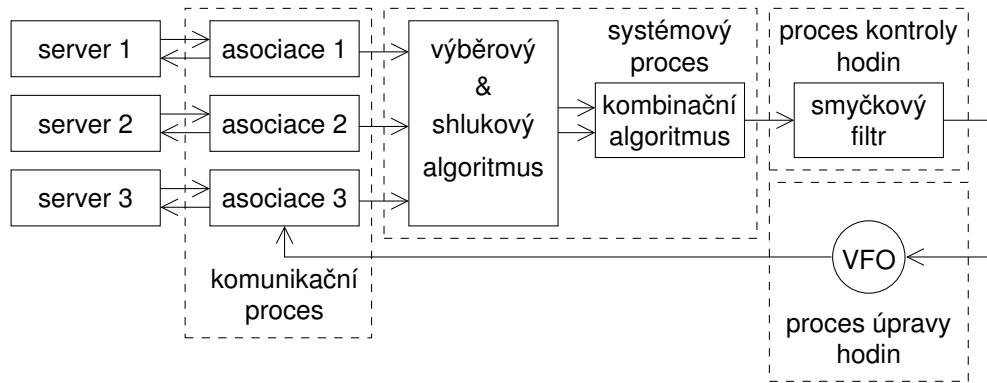 server 1
server 2
server 3
asociace 1
asociace 2
asociace 3
komunikační
proces
výběrový
&
shlukový
algoritmus
systémový
proces
kombinační
algoritmus
proces kontroly
hodin
smyčkový
filtr
VFO
proces úpravy
hodin